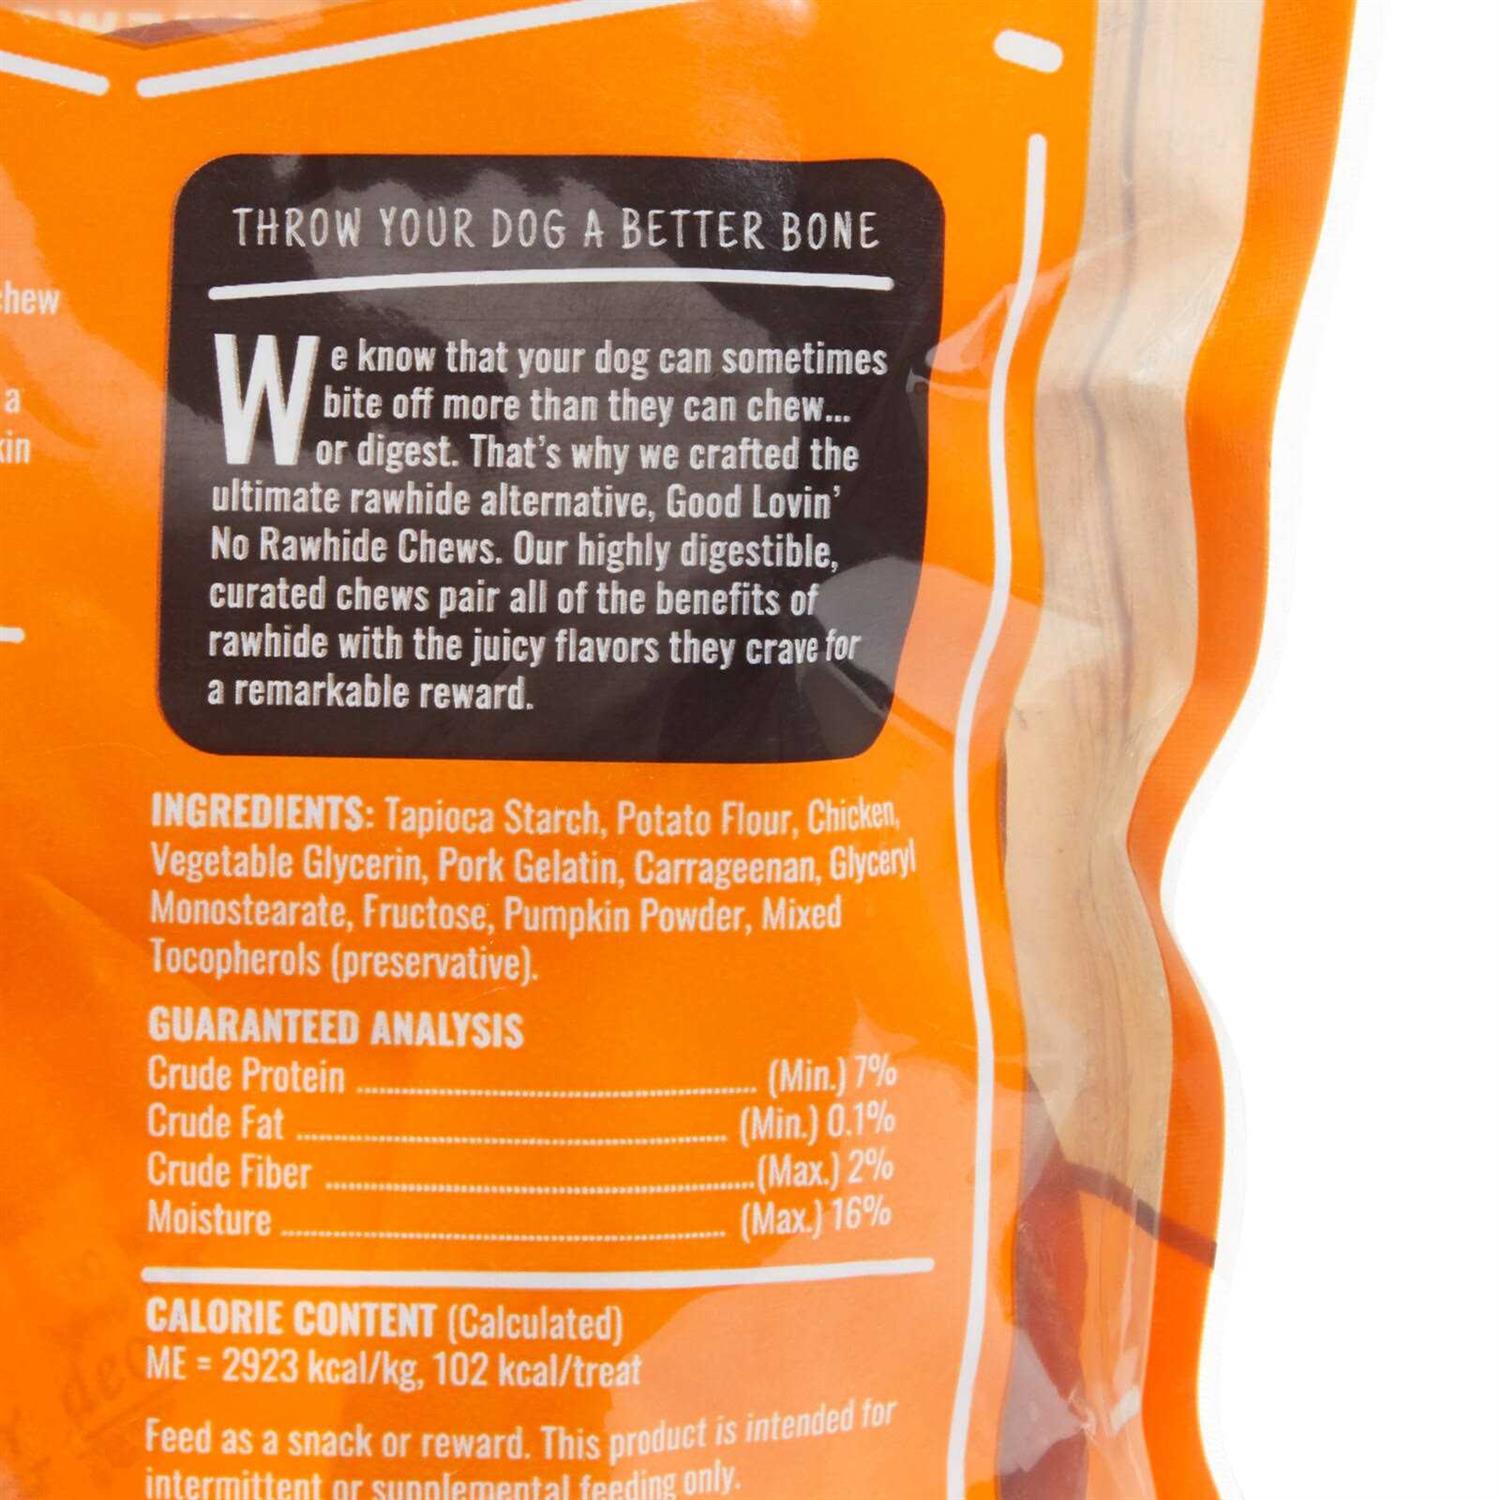 chew
a
THROW YOUR DOG A BETTER BONE
We know that your dog can sometimes
bite off more than they can chew...
or digest. That's why we crafted the
ultimate rawhide alternative, Good Lovin'
No Rawhide Chews. Our highly digestible,
curated chews pair all of the benefits of
rawhide with the juicy flavors they crave for
a remarkable reward.
INGREDIENTS: Tapioca Starch, Potato Flour, Chicken,
Vegetable Glycerin, Pork Gelatin, Carrageenan, Glyceryl
Monostearate, Fructose, Pumpkin Powder, Mixed
Tocopherols (preservative).
GUARANTEED ANALYSIS
Crude Protein (Min.) 7%
Crude Fat (Min.) 0.1%
Crude Fiber (Max.) 2%
Moisture (Max.) 16%
CALORIE CONTENT (Calculated)
ME = 2923 kcal/kg, 102 kcal/treat
Feed as a snack or reward. This product is intended for
intermittent or supplemental feeding only.